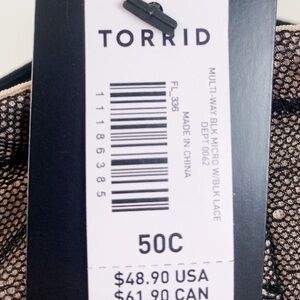 TORRID
11186385
FL_336
MADE IN CHINA
MULTI-WAY BLK MICRO W/BLK LACE
DEPT 0062
50C
$48.90 USA
$61.90 CAN